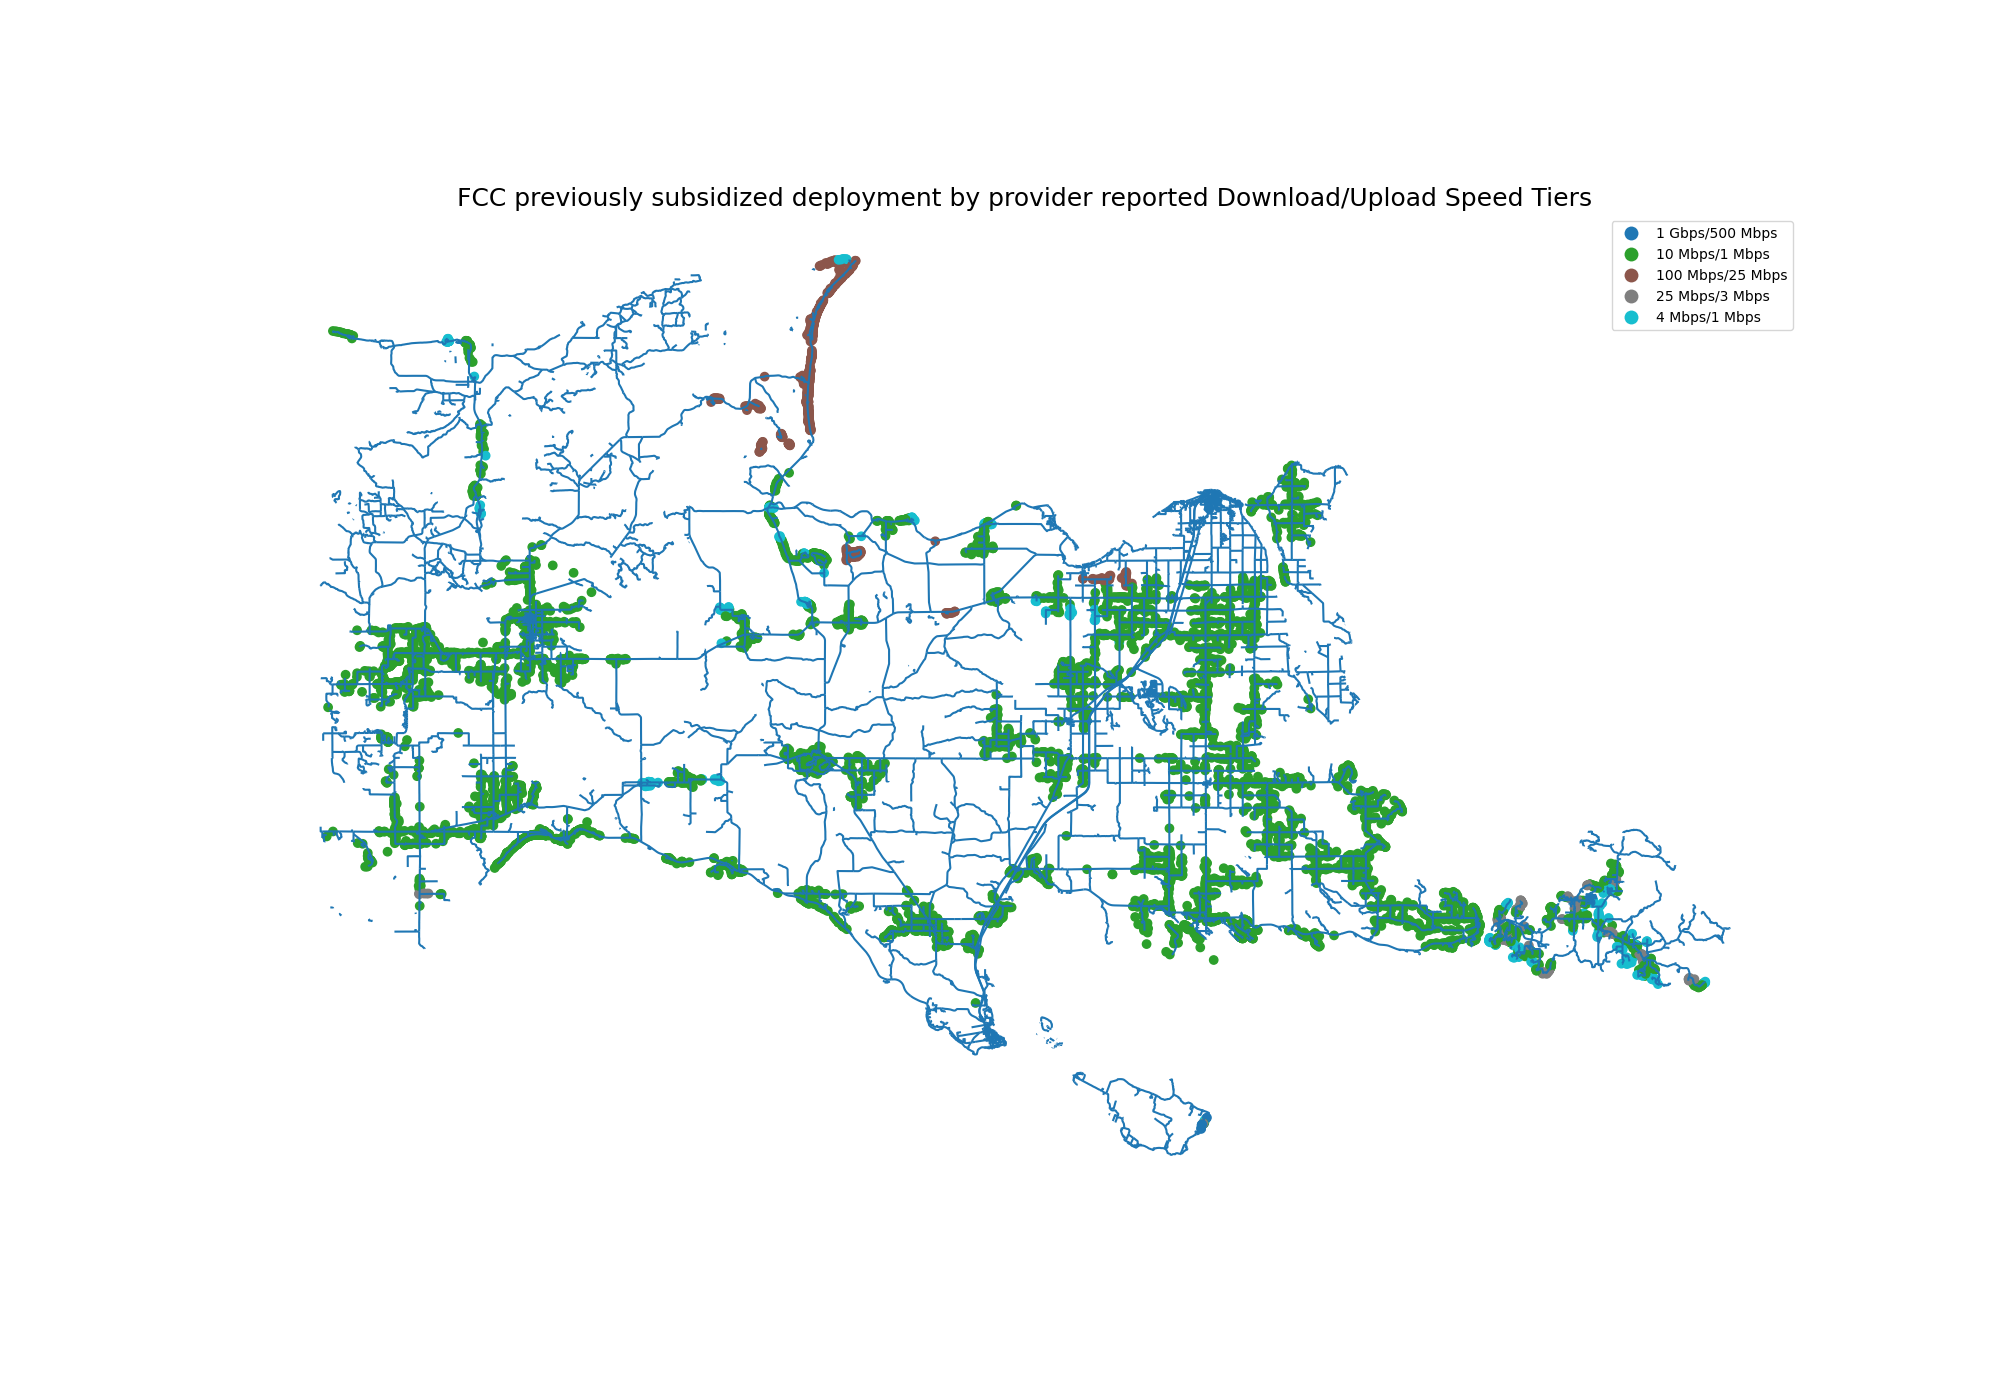 FCC previously subsidized deployment by provider reported Download/Upload Speed Tiers
1 Gbps/500 Mbps
10 Mbps/1 Mbps
100 Mbps/25 Mbps
25 Mbps/3 Mbps
4 Mbps/1 Mbps